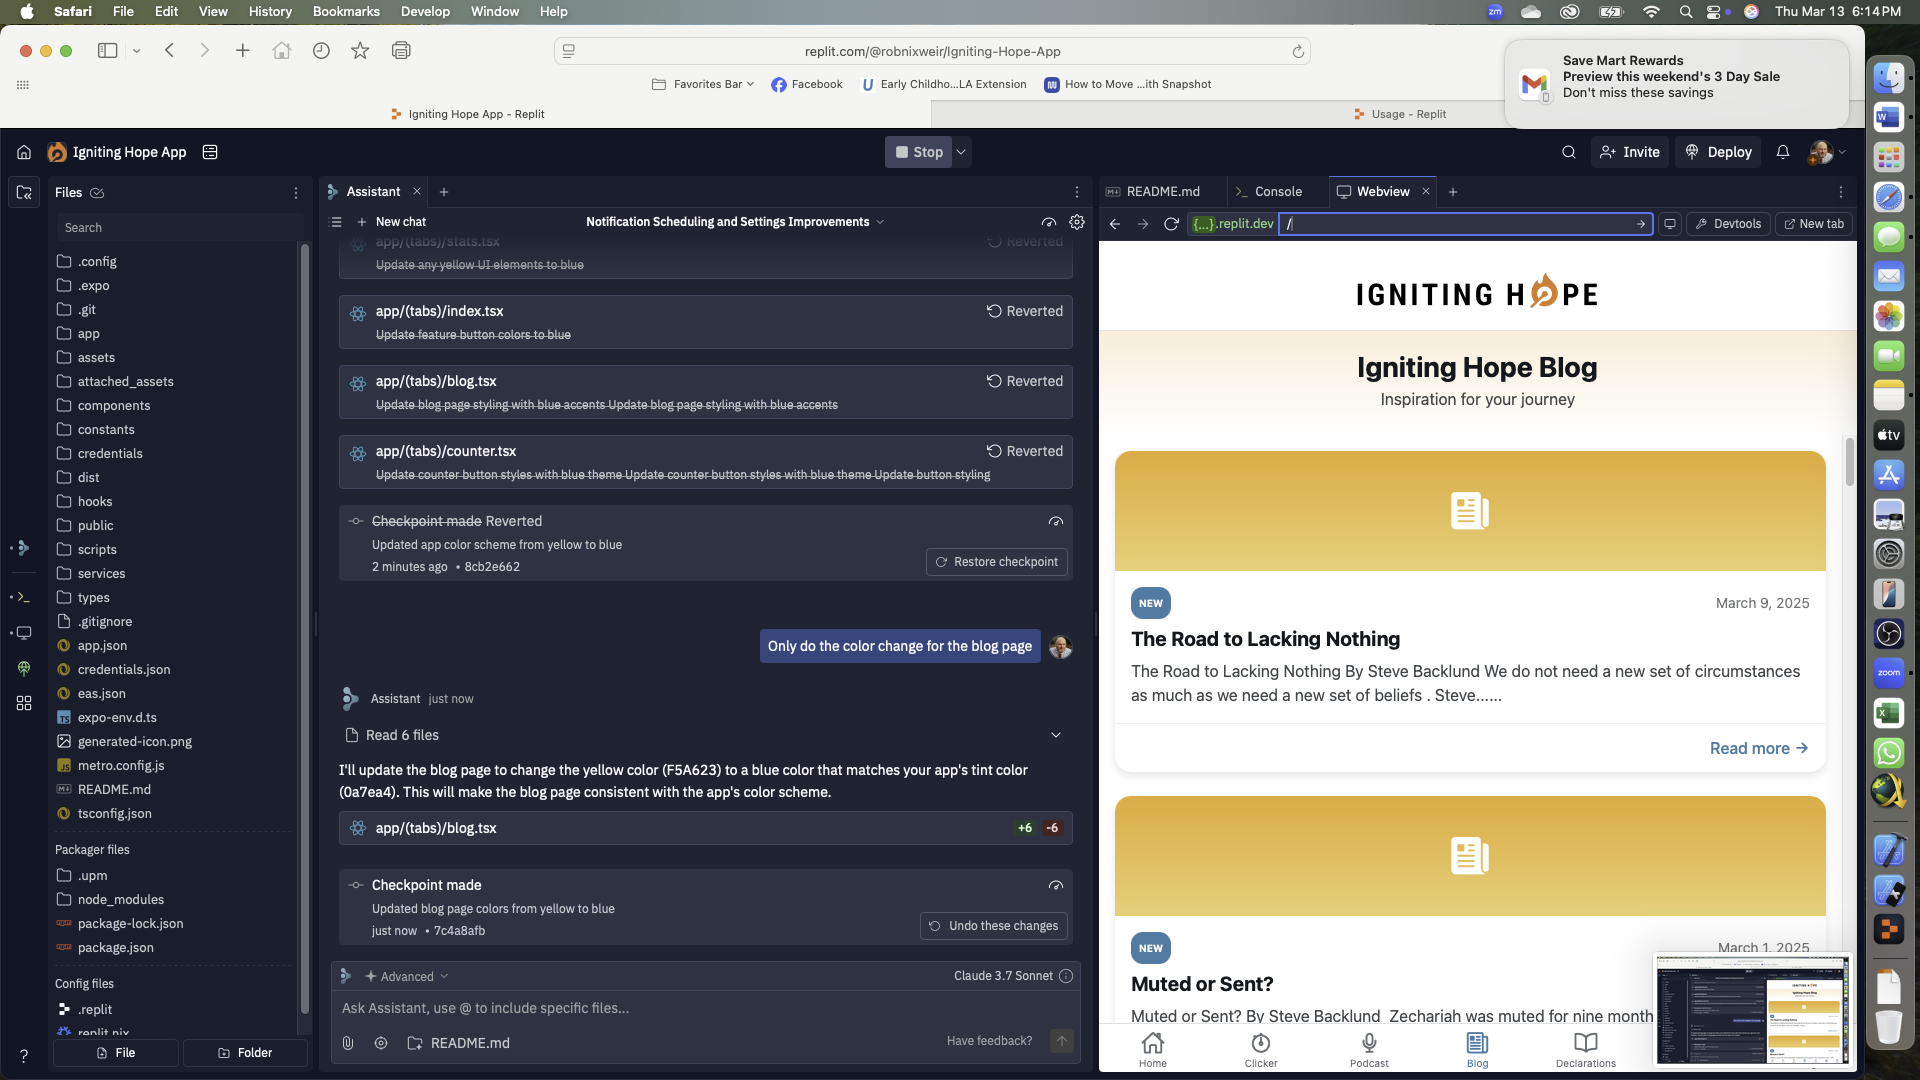 Safari File Edit View History Bookmarks Develop Window Help
zm
Thu Mar 13 6:14 PM
replit.com/@robnixweir/Igniting-Hope-App
Favorites Bar
Facebook
Early Childho...LA Extension
How to Move ...ith Snapshot
Save Mart Rewards
Preview this weekend's 3 Day Sale
Don't miss these savings
Igniting Hope App - Replit
Usage - Replit
Igniting Hope App
Stop
Invite
Deploy
Files
Search
.config
.expo
.git
app
assets
attached_assets
components
constants
credentials
dist
hooks
public
scripts
services
types
.gitignore
app.json
credentials.json
eas.json
expo-env.d.ts
generated-icon.png
metro.config.js
README.md
tsconfig.json
Packager files
.upm
node_modules
package-lock.json
package.json
Config files
.replit
replit.nix
File
Folder
Assistant
New chat
Notification Scheduling and Settings Improvements
app/(tabs)/stats.tsx
Reverted
Update any yellow UI elements to blue
app/(tabs)/index.tsx
Reverted
Update feature button colors to blue
app/(tabs)/blog.tsx
Reverted
Update blog page styling with blue accents Update blog page styling with blue accents
app/(tabs)/counter.tsx
Reverted
Update counter button styles with blue theme Update counter button styles with blue theme Update button styling
Checkpoint made Reverted
Updated app color scheme from yellow to blue
2 minutes ago • 8cb2e662
Restore checkpoint
Only do the color change for the blog page
Assistant just now
Read 6 files
I'll update the blog page to change the yellow color (F5A623) to a blue color that matches your app's tint color
(0a7ea4). This will make the blog page consistent with the app's color scheme.
app/(tabs)/blog.tsx
+6 -6
Checkpoint made
Updated blog page colors from yellow to blue
just now • 7c4a8afb
Undo these changes
Advanced
Claude 3.7 Sonnet
Ask Assistant, use @ to include specific files...
README.md
Have feedback?
README.md
Console
Webview
{...}.replit.dev
/
Devtools
New tab
IGNITING HOPE
Igniting Hope Blog
Inspiration for your journey
NEW
March 9, 2025
The Road to Lacking Nothing
The Road to Lacking Nothing By Steve Backlund We do not need a new set of circumstances
as much as we need a new set of beliefs . Steve......
Read more →
NEW
March 1, 2025
Muted or Sent?
Muted or Sent? By Steve Backlund Zechariah was muted for nine month
Home
Clicker
Podcast
Blog
Declarations
tv
zoom